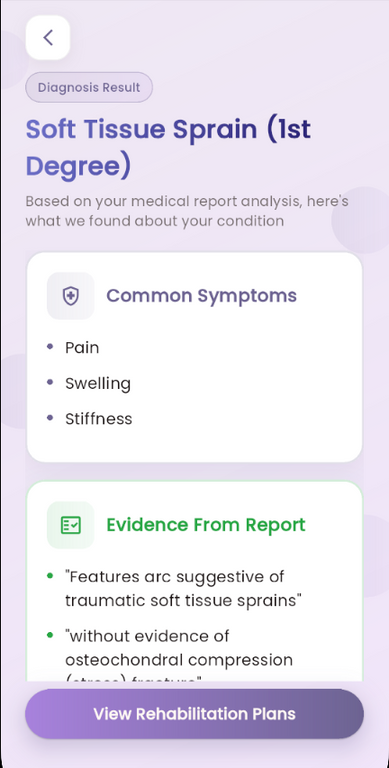 Diagnosis Result
Soft Tissue Sprain (1st
Degree)
Based on your medical report analysis, here's
what we found about your condition
Common Symptoms
Pain
Swelling
Stiffness
Evidence From Report
"Features arc suggestive of
traumatic soft tissue sprains"
"without evidence of
osteochondral compression
(stress) fracture"
View Rehabilitation Plans